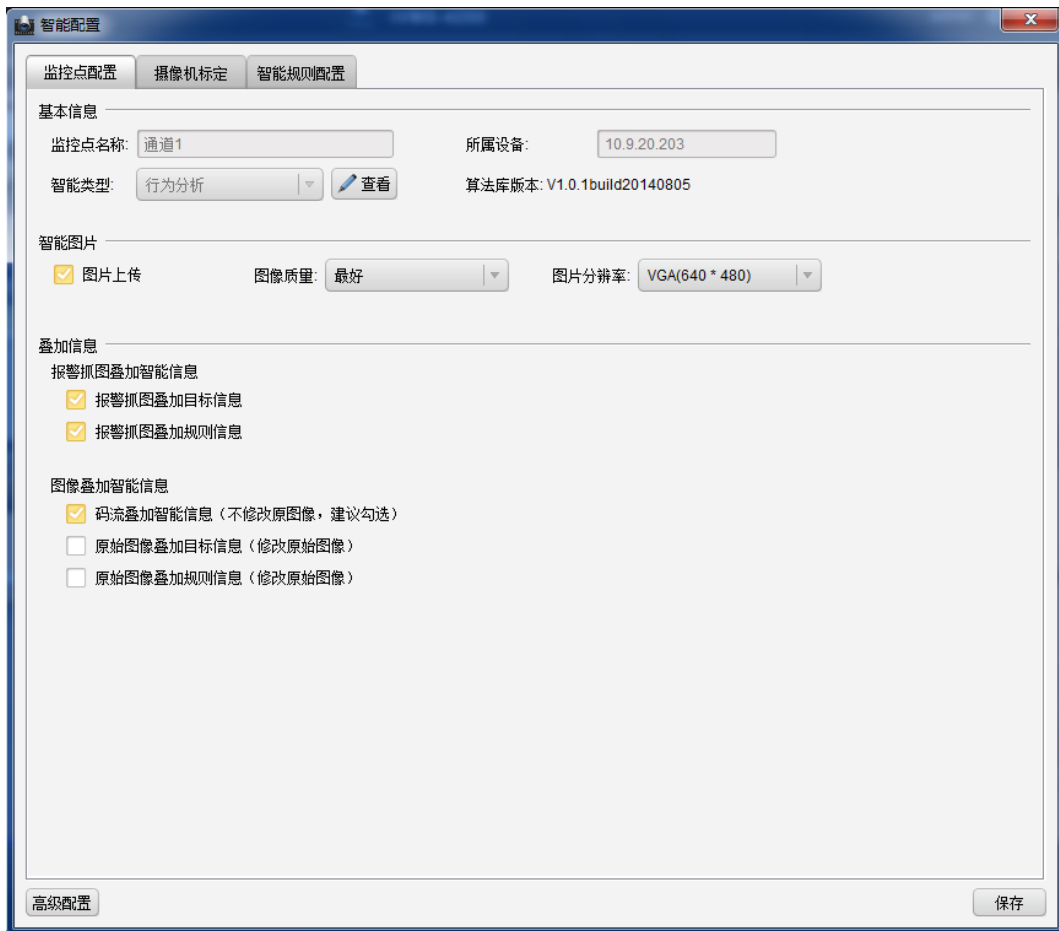 智能配置
监控点配置 摄像机标定 智能规则配置
基本信息
监控点名称: 通道1 所属设备: 10.9.20.203
智能类型: 行为分析 查看 算法库版本: V1.0.1build20140805
智能图片
图片上传 图像质量: 最好 图片分辨率: VGA(640 * 480)
叠加信息
报警抓图叠加智能信息
报警抓图叠加目标信息
报警抓图叠加规则信息
图像叠加智能信息
码流叠加智能信息（不修改原图像，建议勾选）
原始图像叠加目标信息（修改原始图像）
原始图像叠加规则信息（修改原始图像）
高级配置 保存